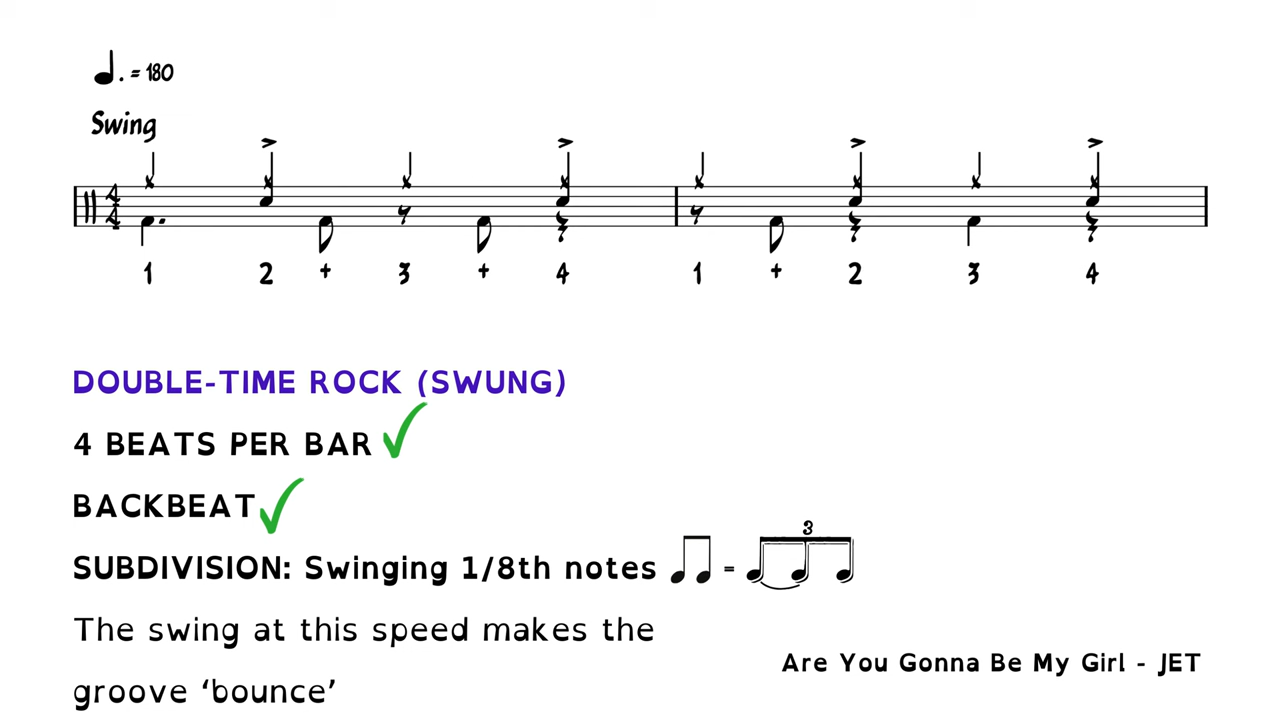 . = 180
Swing
4
4
1 2 + 3 + 4 1 + 2 3 4
DOUBLE-TIME ROCK (SWUNG)
4 BEATS PER BAR
BACKBEAT
SUBDIVISION: Swinging 1/8th notes = 3
The swing at this speed makes the
groove ‘bounce’
Are You Gonna Be My Girl - JET